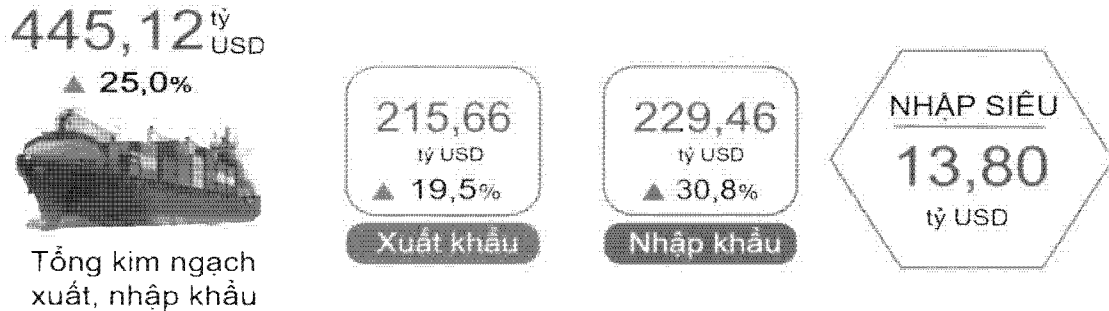 445,12 tỷ USD
▲ 25,0%
Tổng kim ngạch
xuất, nhập khẩu
215,66
tỷ USD
▲ 19,5%
Xuất khẩu
229,46
tỷ USD
▲ 30,8%
Nhập khẩu
NHẬP SIÊU
13,80
tỷ USD